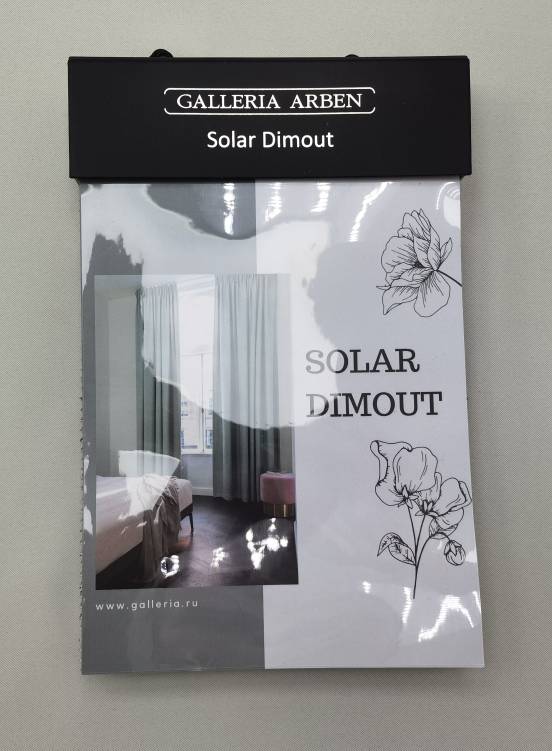 GALLERIA ARBEN
Solar Dimout
SOLAR
DIMOUT
www.galleria.ru